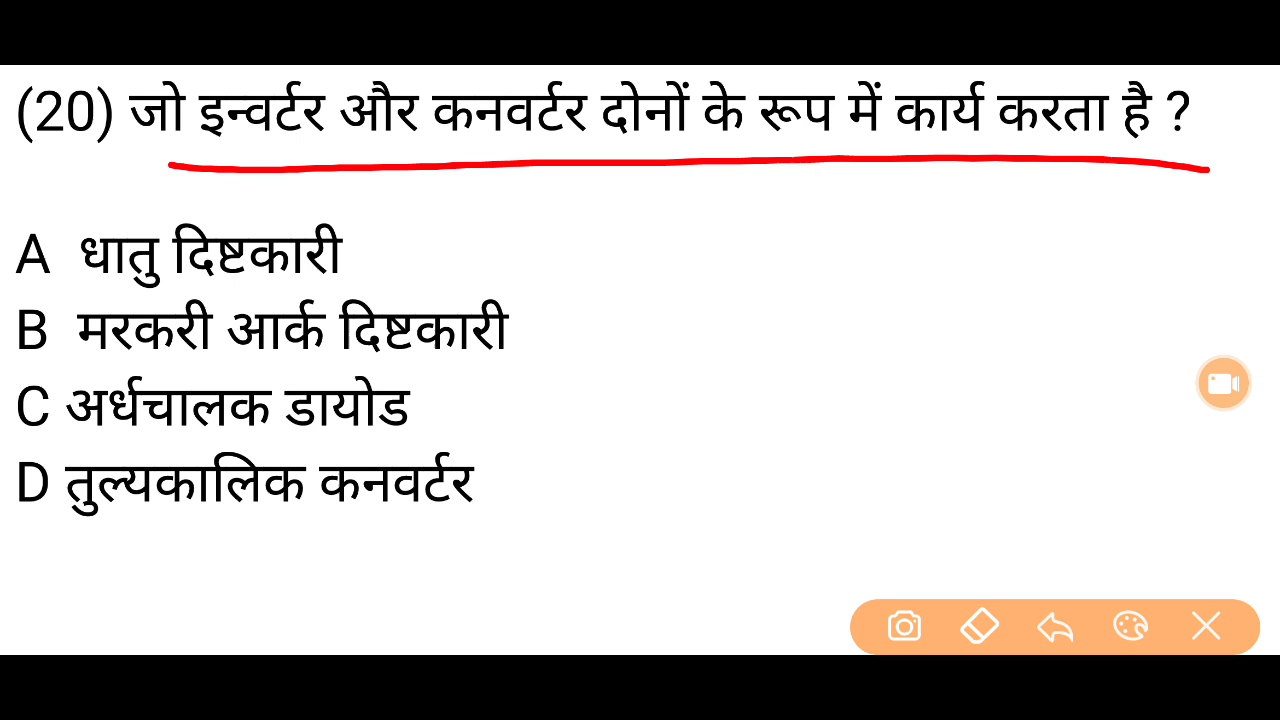 (20) जो इन्वर्टर और कनवर्टर दोनों के रूप में कार्य करता है ?
A धातु दिष्टकारी
B मरकरी आर्क दिष्टकारी
C अर्धचालक डायोड
D तुल्यकालिक कनवर्टर